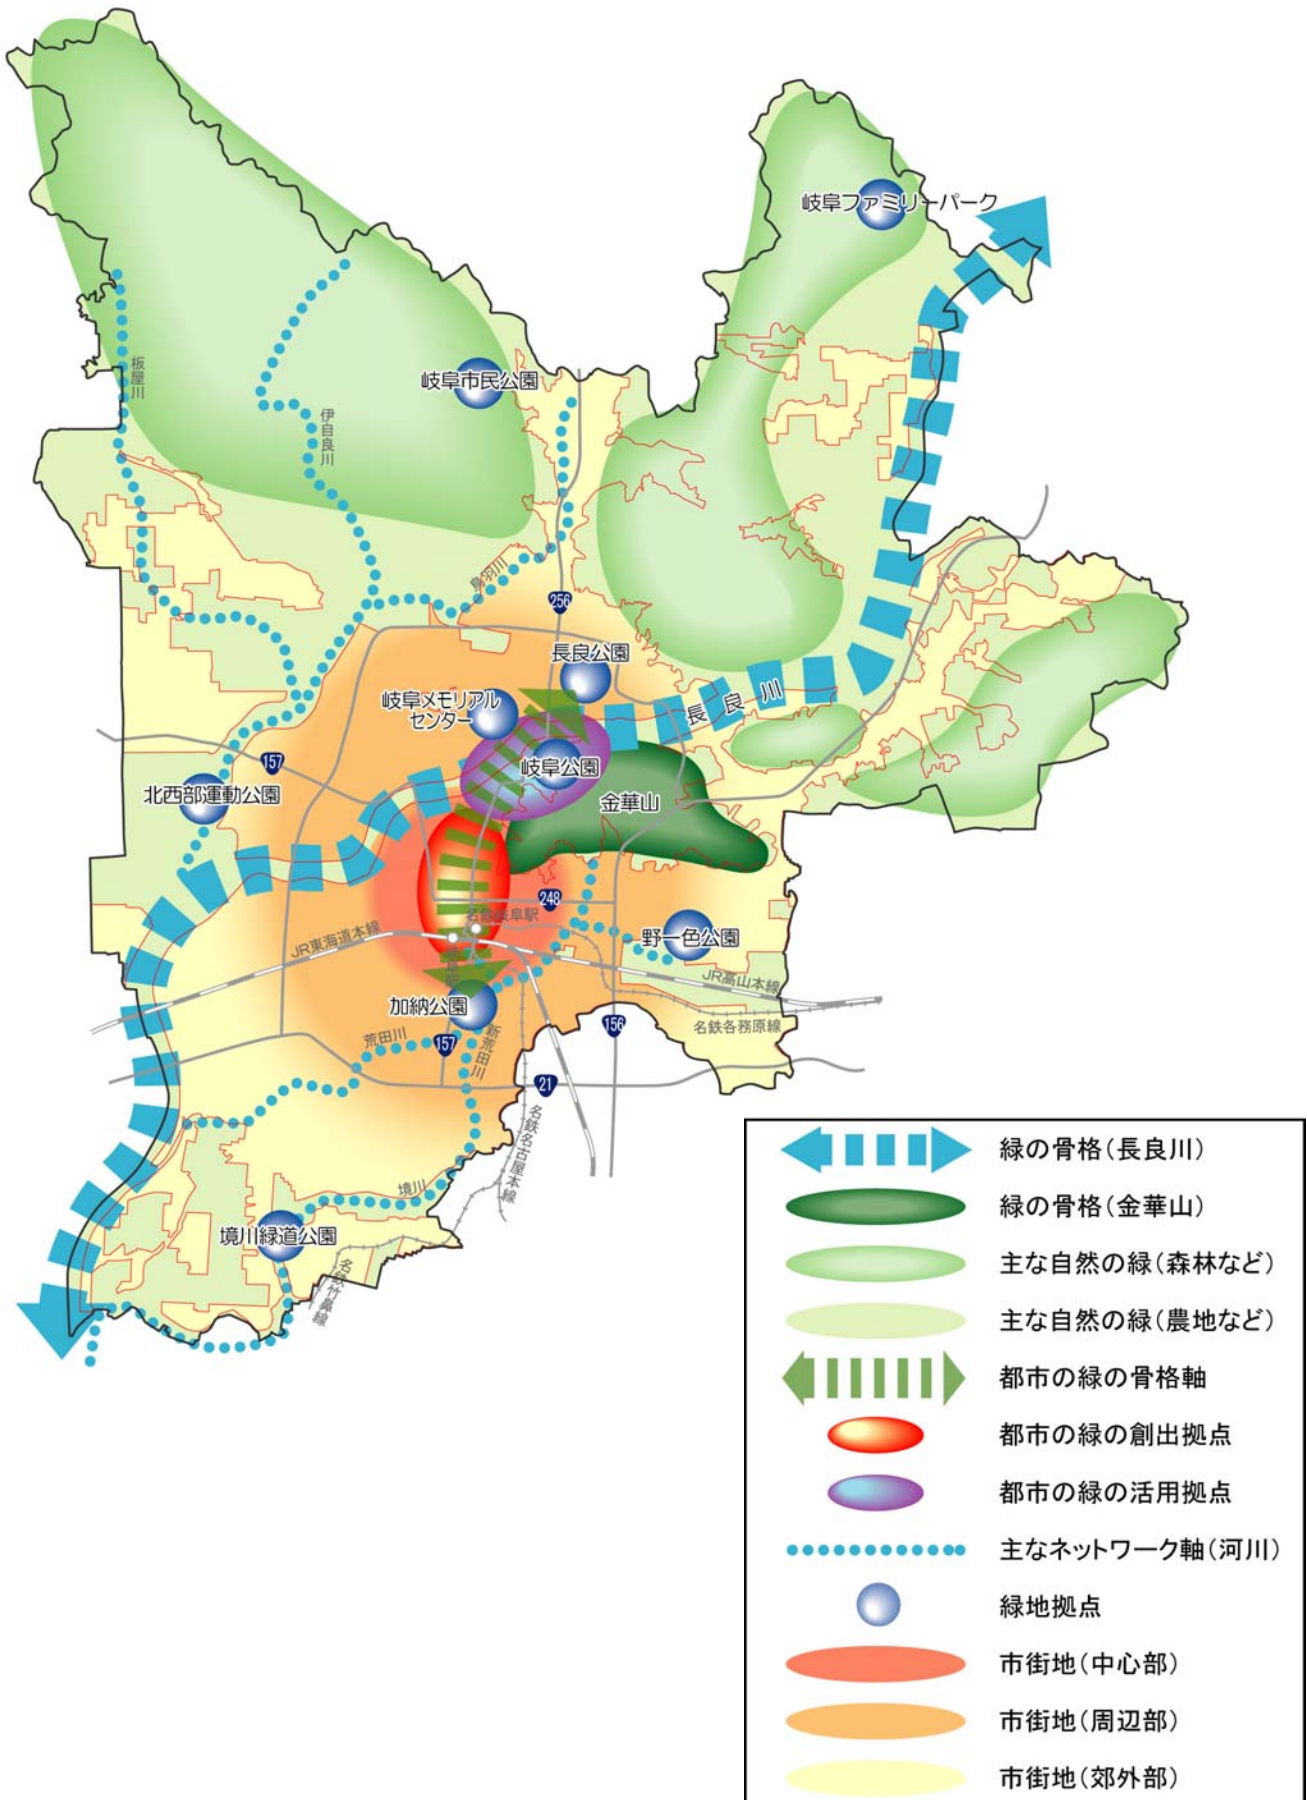 岐阜ファミリーパーク
板屋川
岐阜市民公園
伊自良川
鳥羽川
256
長良公園
岐阜メモリアル
センター
長良川
157
岐阜公園
北西部運動公園
金華山
248
名鉄岐阜駅
野一色公園
JR東海道本線
JR高山本線
加納公園
名鉄各務原線
156
荒田川
157
新荒田川
21
名鉄名古屋本線
境川
境川緑道公園
名鉄竹鼻線
緑の骨格(長良川)
緑の骨格(金華山)
主な自然の緑(森林など)
主な自然の緑(農地など)
都市の緑の骨格軸
都市の緑の創出拠点
都市の緑の活用拠点
主なネットワーク軸(河川)
緑地拠点
市街地(中心部)
市街地(周辺部)
市街地(郊外部)